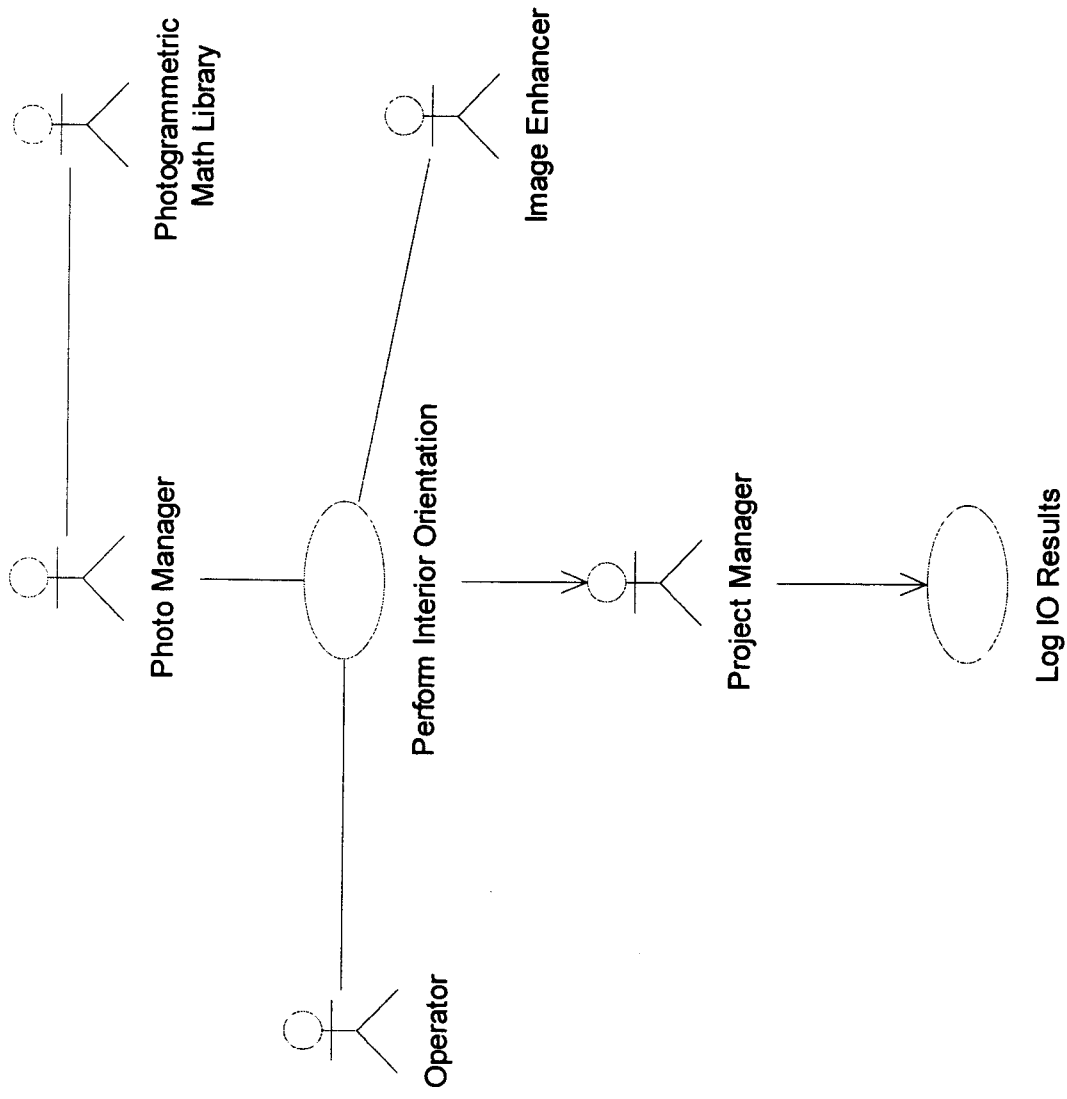 Photo Manager
Photogrammetric
Math Library
Operator
Perform Interior Orientation
Image Enhancer
Project Manager
Log IO Results